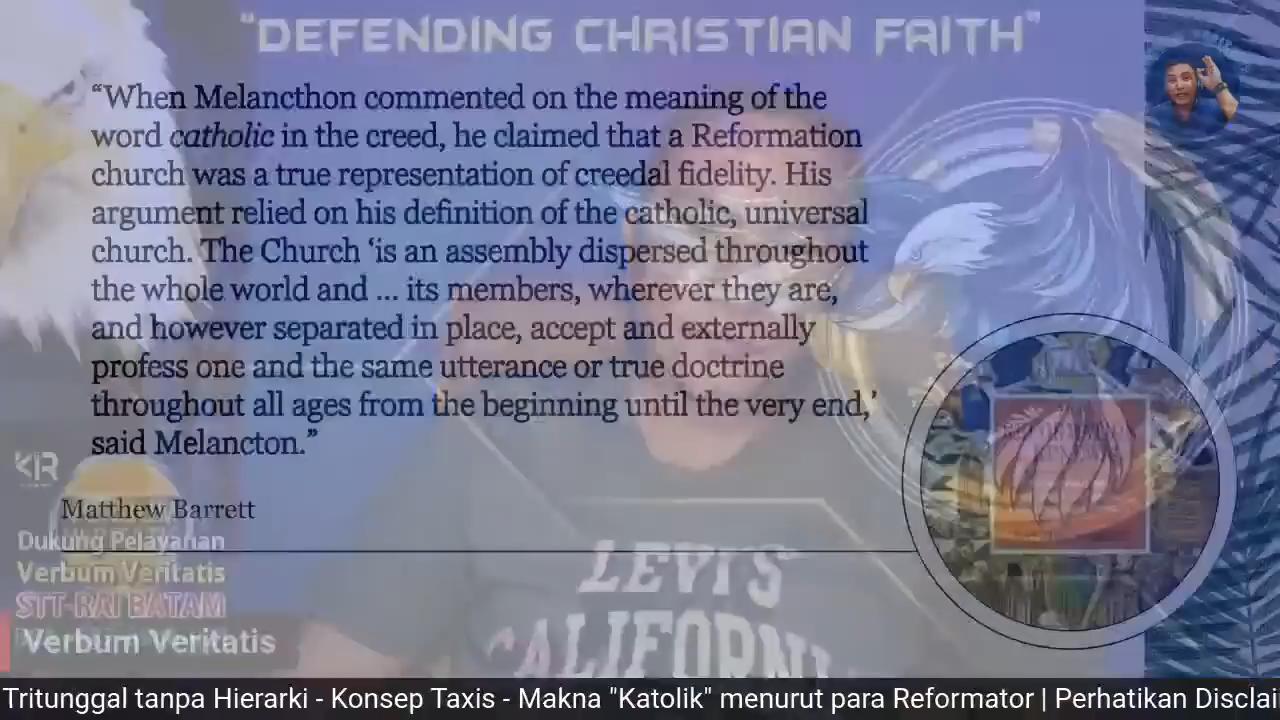 "DEFENDING CHRISTIAN FAITH"
“When Melancthon commented on the meaning of the
word catholic in the creed, he claimed that a Reformation
church was a true representation of creedal fidelity. His
argument relied on his definition of the catholic, universal
church. The Church ‘is an assembly dispersed throughout
the whole world and ... its members, wherever they are,
and however separated in place, accept and externally
profess one and the same utterance or true doctrine
throughout all ages from the beginning until the very end,’
said Melancton.”
Matthew Barrett
Dukung Pelayanan
Verbum Veritatis
STT-RAI BATAM
Verbum Veritatis
LEVI'S
CALIFORNI
Tritunggal tanpa Hierarki - Konsep Taxis - Makna "Katolik" menurut para Reformator | Perhatikan Disclai